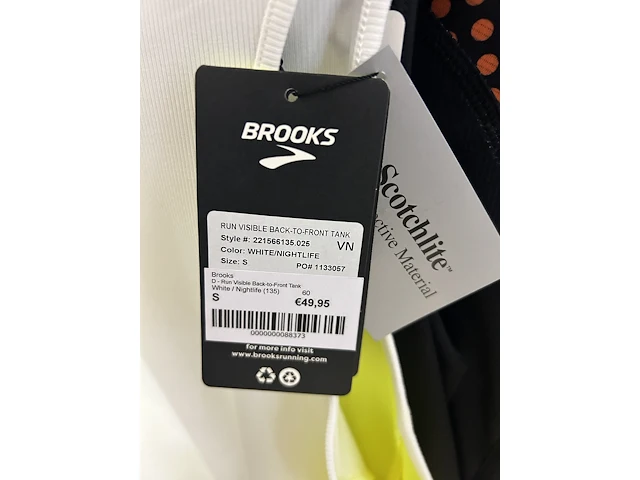 BROOKS
RUN VISIBLE BACK-TO-FRONT TANK
Style #: 221566135.025
VN
Color: WHITE/NIGHTLIFE
Size: S
PO# 1133057
Brooks
D - Run Visible Back-to-Front Tank
White / Nightlife (135)
60
S
€49,95
0000000088373
for more info visit
www.brooksrunning.com
Scotchlite™
Material